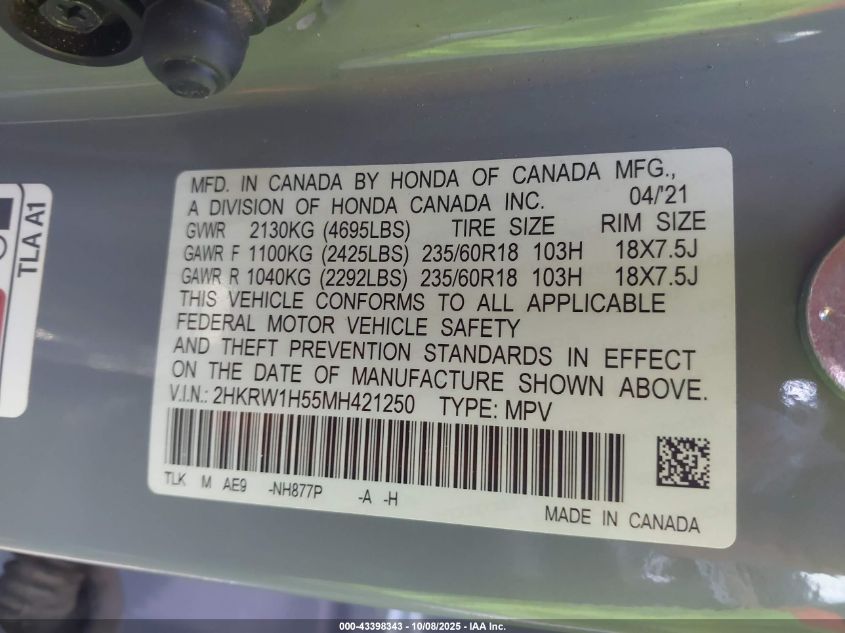 MFD. IN CANADA BY HONDA OF CANADA MFG.,
A DIVISION OF HONDA CANADA INC. 04/'21
GVWR 2130KG (4695LBS) TIRE SIZE RIM SIZE
GAWR F 1100KG (2425LBS) 235/60R18 103H 18X7.5J
GAWR R 1040KG (2292LBS) 235/60R18 103H 18X7.5J
THIS VEHICLE CONFORMS TO ALL APPLICABLE
FEDERAL MOTOR VEHICLE SAFETY
AND THEFT PREVENTION STANDARDS IN EFFECT
ON THE DATE OF MANUFACTURE SHOWN ABOVE.
V.I.N.: 2HKRW1H55MH421250 TYPE: MPV
TLK M AE9 -NH877P -A -H
MADE IN CANADA
TLA A1
000-43398343 - 10/08/2025 - IAA Inc.